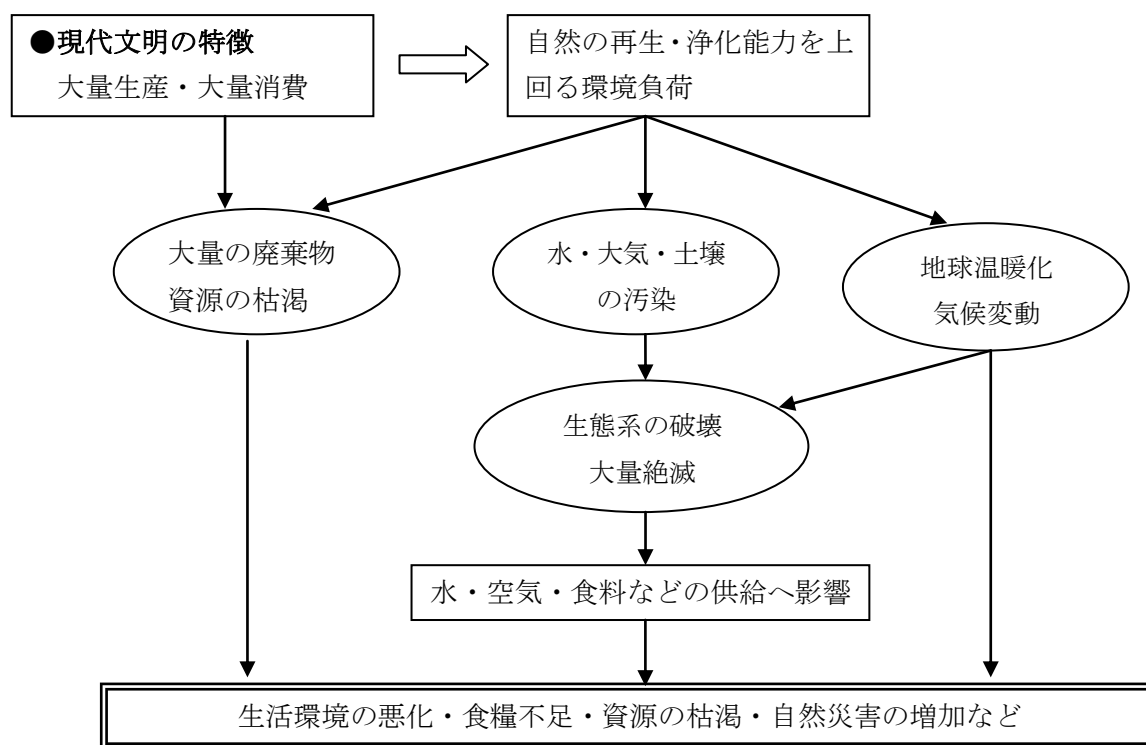 ●現代文明の特徴
大量生産・大量消費
自然の再生・浄化能力を上
回る環境負荷
大量の廃棄物
資源の枯渇
水・大気・土壌
の汚染
地球温暖化
気候変動
生態系の破壊
大量絶滅
水・空気・食料などの供給へ影響
生活環境の悪化・食糧不足・資源の枯渇・自然災害の増加など